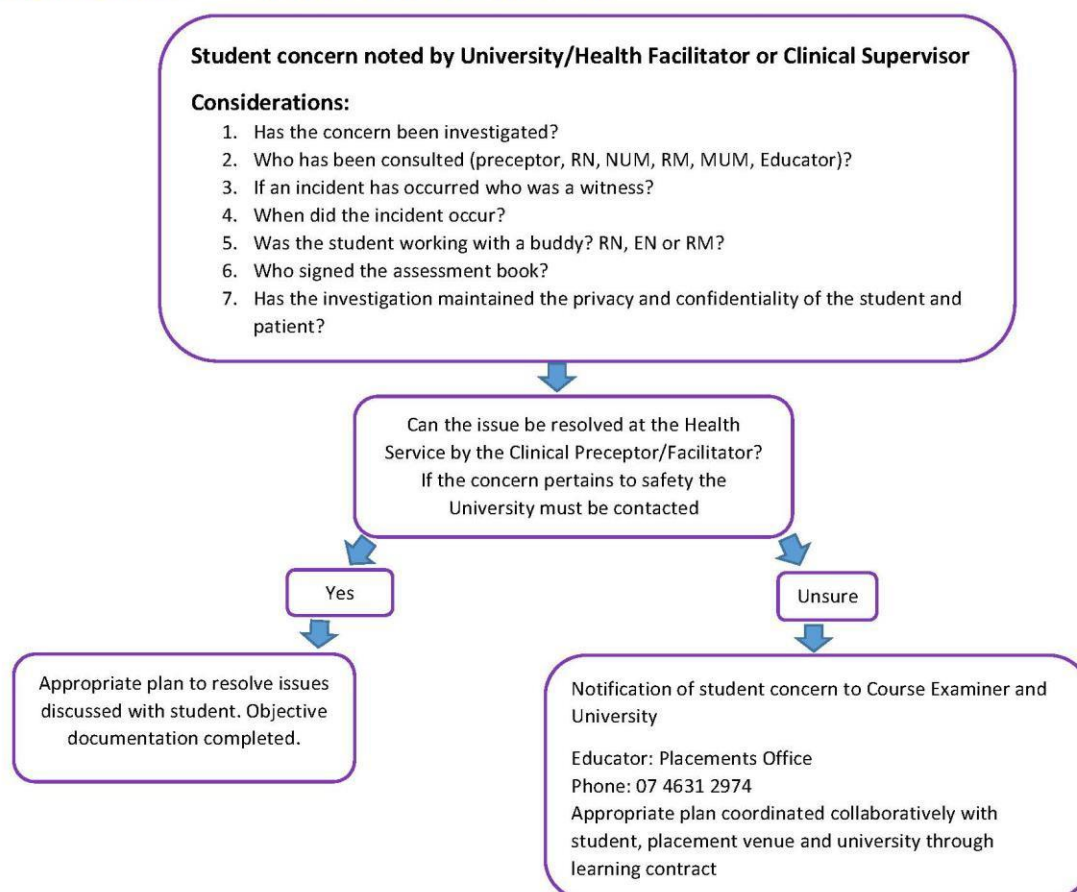 Student concern noted by University/Health Facilitator or Clinical Supervisor
Considerations:
1. Has the concern been investigated?
2. Who has been consulted (preceptor, RN, NUM, RM, MUM, Educator)?
3. If an incident has occurred who was a witness?
4. When did the incident occur?
5. Was the student working with a buddy? RN, EN or RM?
6. Who signed the assessment book?
7. Has the investigation maintained the privacy and confidentiality of the student and
patient?
Can the issue be resolved at the Health
Service by the Clinical Preceptor/Facilitator?
If the concern pertains to safety the
University must be contacted
Yes
Unsure
Appropriate plan to resolve issues
discussed with student. Objective
documentation completed.
Notification of student concern to Course Examiner and
University
Educator: Placements Office
Phone: 07 4631 2974
Appropriate plan coordinated collaboratively with
student, placement venue and university through
learning contract